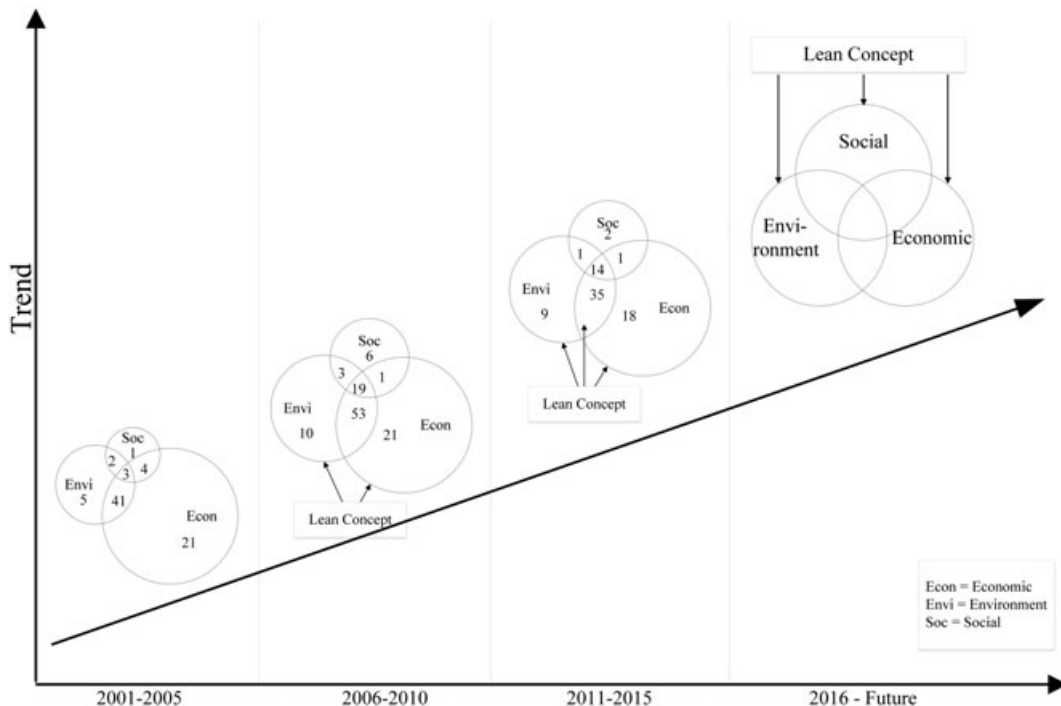 Trend
Lean Concept
Social
Envi-
ronment
Economic
Soc
2
1
1
14
35
Envi
9
18
Econ
Lean Concept
Soc
6
3
1
19
53
Envi
10
21
Econ
Lean Concept
Soc
1
2
4
3
Envi
5
41
Econ
21
Econ = Economic
Envi = Environment
Soc = Social
2001-2005
2006-2010
2011-2015
2016 - Future